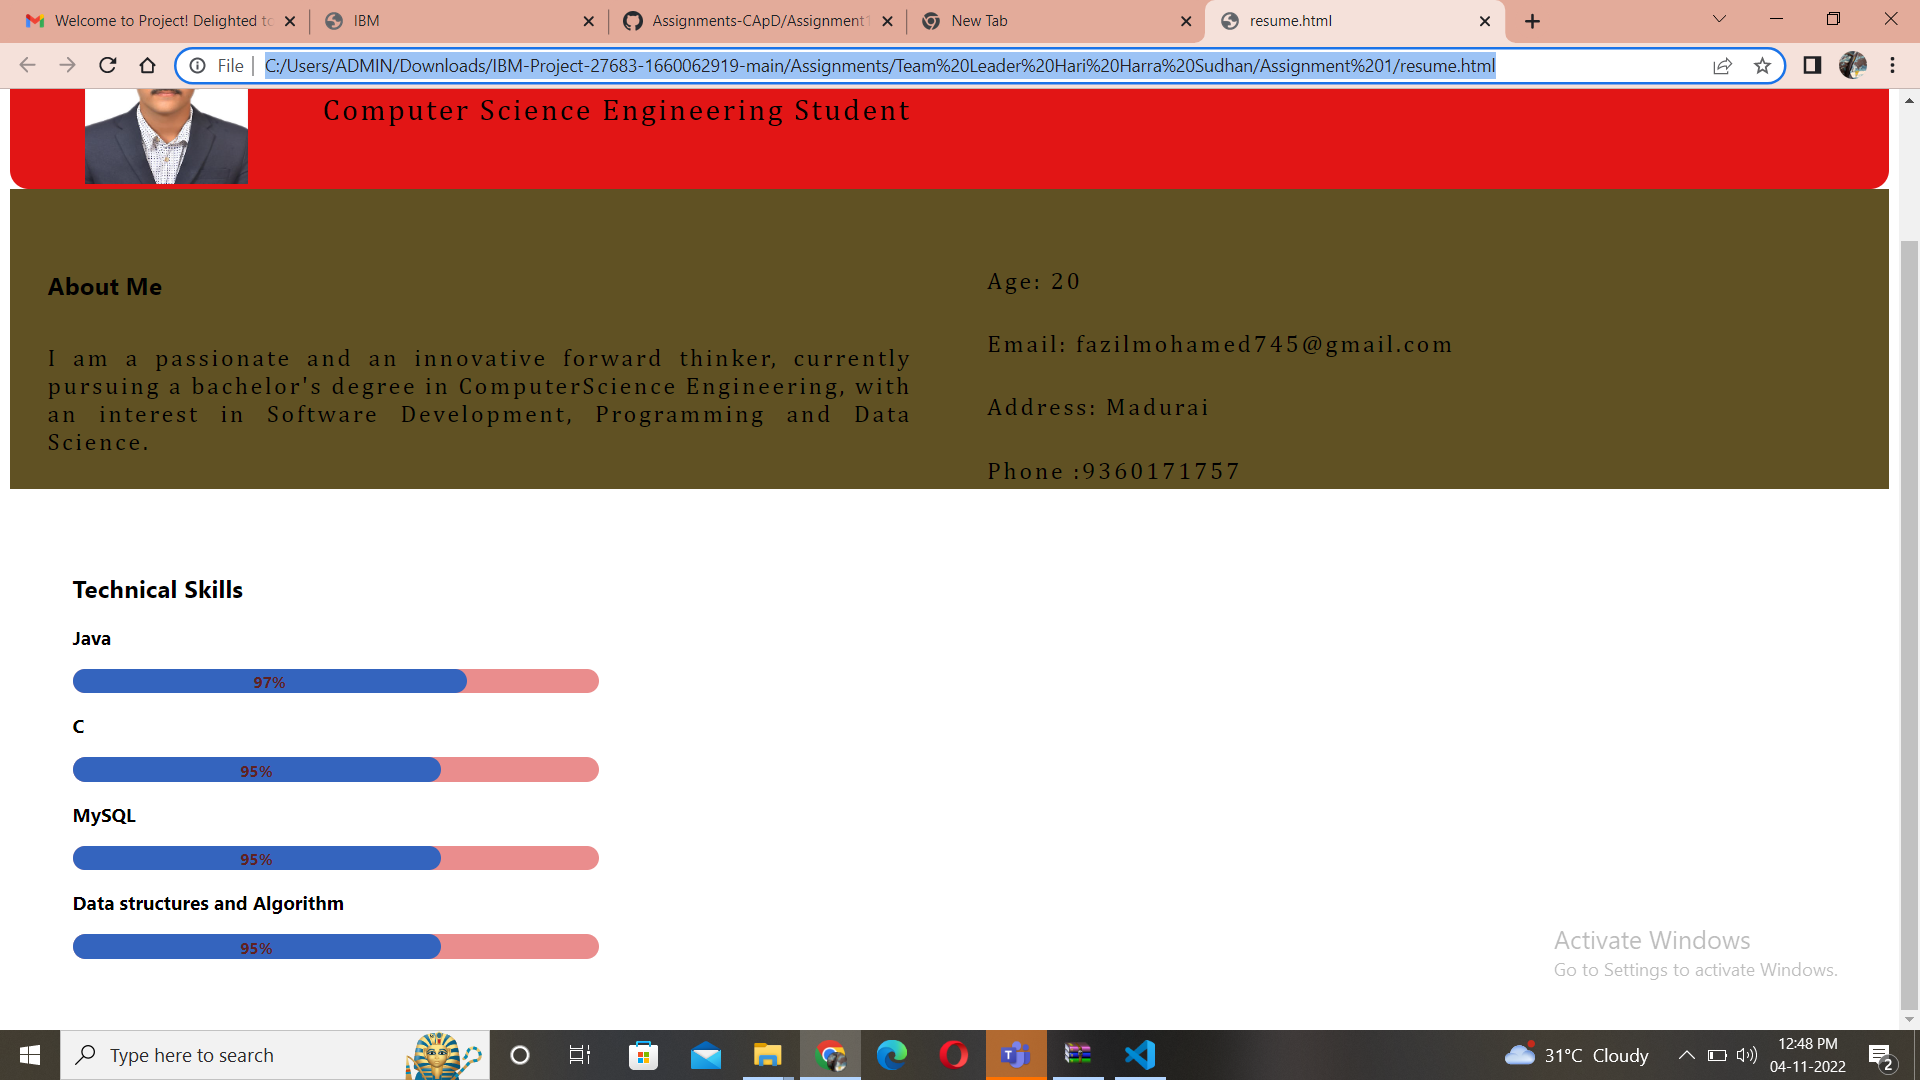 Welcome to Project! Delighted to
IBM
Assignments-CApD/Assignment1
New Tab
resume.html
File
C:/Users/ADMIN/Downloads/IBM-Project-27683-1660062919-main/Assignments/Team%20Leader%20Hari%20Harra%20Sudhan/Assignment%201/resume.html
Computer Science Engineering Student
About Me
I am a passionate and an innovative forward thinker, currently
pursuing a bachelor's degree in ComputerScience Engineering, with
an interest in Software Development, Programming and Data
Science.
Age: 20
Email: fazilmohamed745@gmail.com
Address: Madurai
Phone :9360171757
Technical Skills
Java
97%
C
95%
MySQL
95%
Data structures and Algorithm
95%
Activate Windows
Go to Settings to activate Windows.
Type here to search
31°C Cloudy
12:48 PM
04-11-2022
2